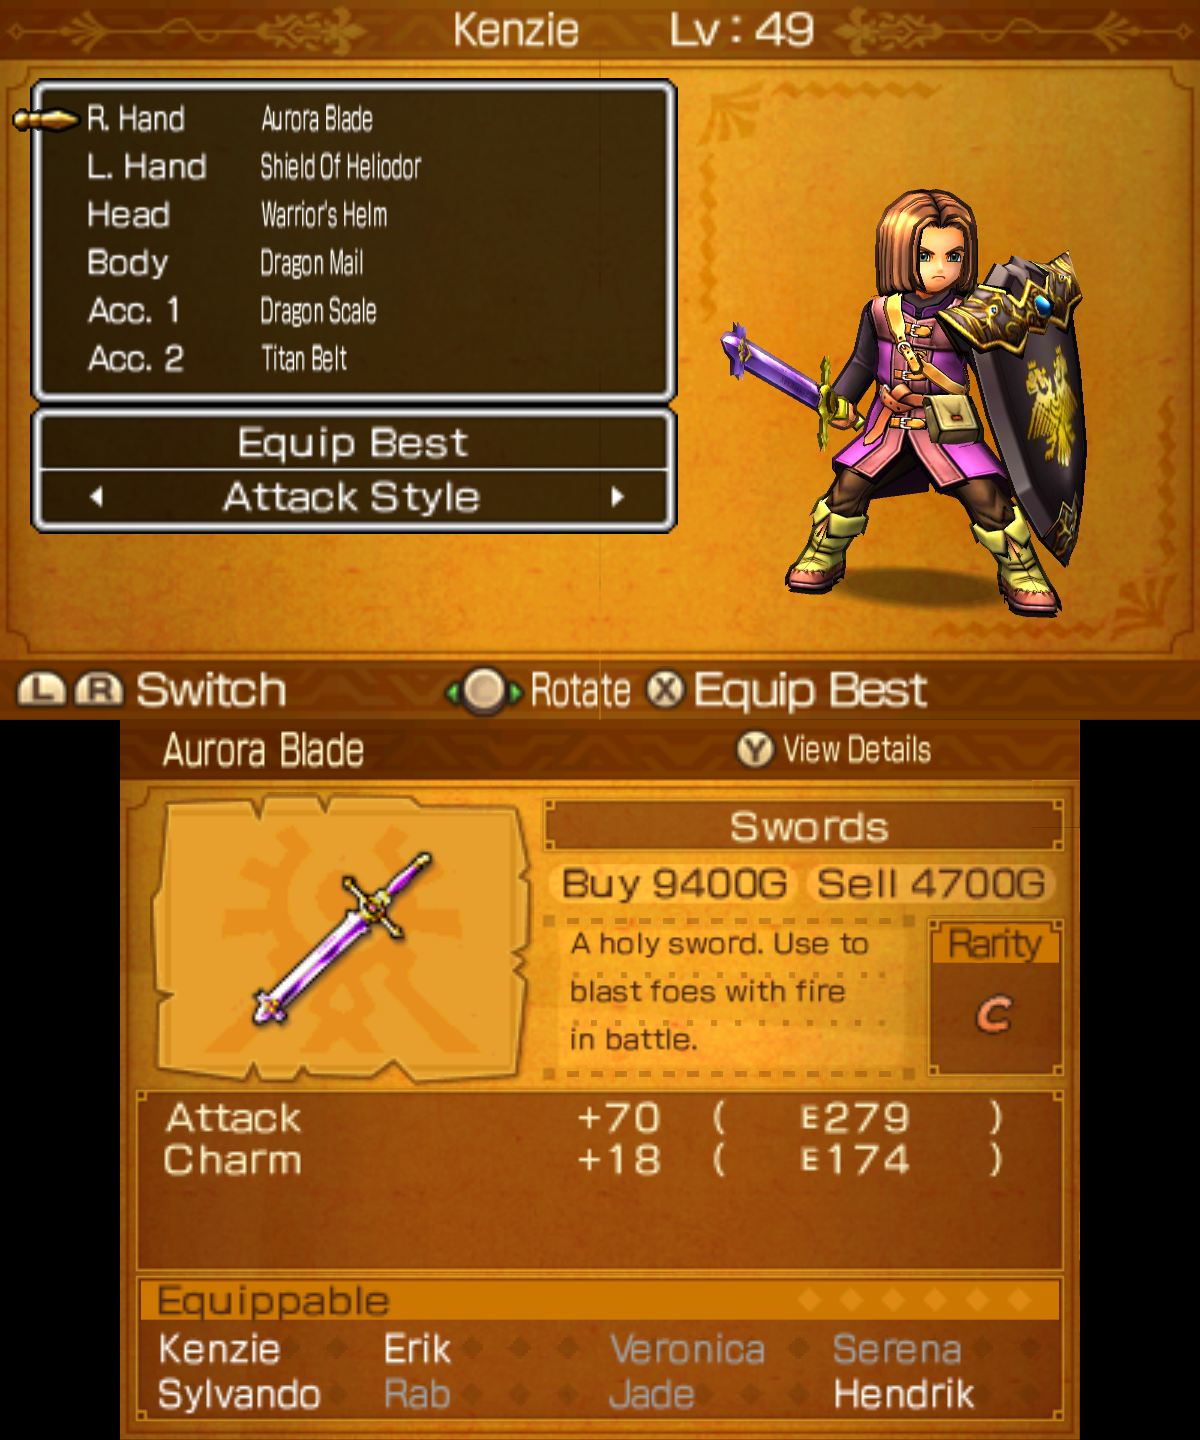 Kenzie Lv : 49
R. Hand Aurora Blade
L. Hand Shield Of Heliodor
Head Warrior's Helm
Body Dragon Mail
Acc. 1 Dragon Scale
Acc. 2 Titan Belt
Equip Best
Attack Style
L R Switch Rotate X Equip Best
Aurora Blade Y View Details
Swords
Buy 9400G Sell 4700G
A holy sword. Use to
blast foes with fire
in battle.
Rarity
C
Attack +70 ( E279 )
Charm +18 ( E174 )
Equippable
Kenzie Erik Veronica Serena
Sylvando Rab Jade Hendrik